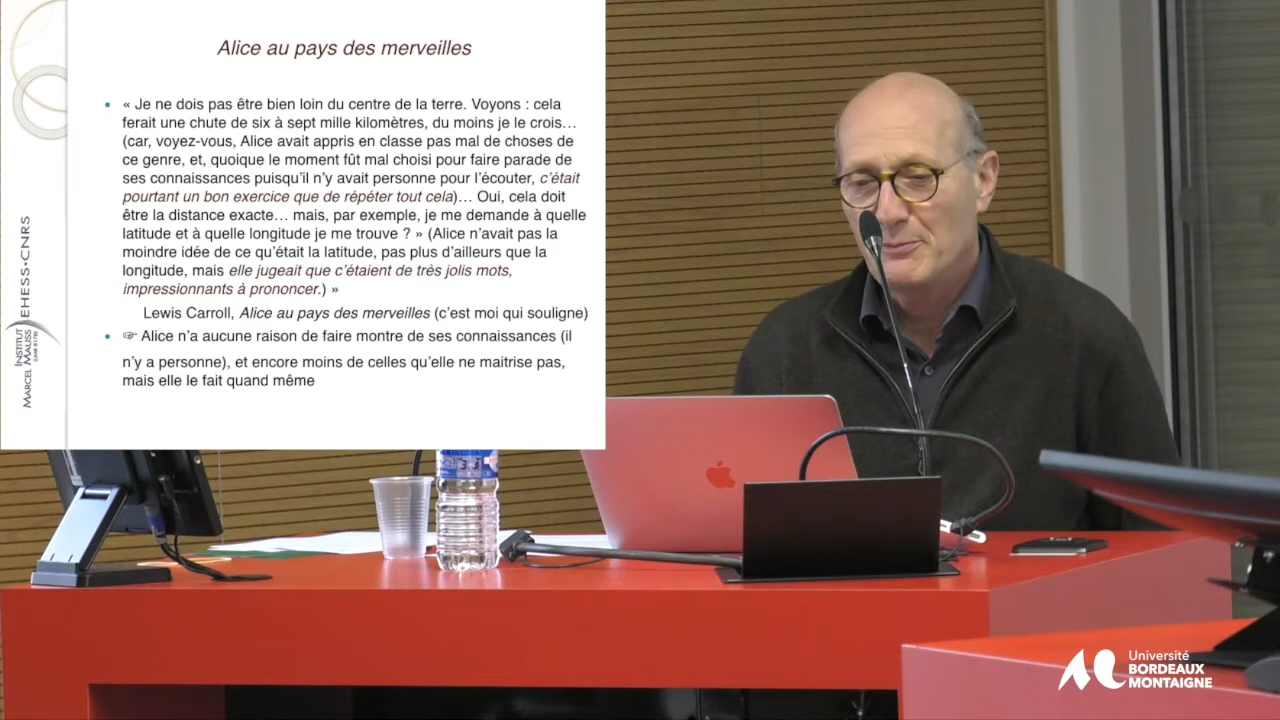 Alice au pays des merveilles
• « Je ne dois pas être bien loin du centre de la terre. Voyons : cela
ferait une chute de six à sept mille kilomètres, du moins je le crois…
(car, voyez-vous, Alice avait appris en classe pas mal de choses de
ce genre, et, quoique le moment fût mal choisi pour faire parade de
ses connaissances puisqu’il n’y avait personne pour l’écouter, c’était
pourtant un bon exercice que de répéter tout cela)… Oui, cela doit
être la distance exacte… mais, par exemple, je me demande à quelle
latitude et à quelle longitude je me trouve ? » (Alice n’avait pas la
moindre idée de ce qu’était la latitude, pas plus d’ailleurs que la
longitude, mais elle jugeait que c’étaient de très jolis mots,
impressionnants à prononcer.) »
Lewis Carroll, Alice au pays des merveilles (c’est moi qui souligne)
• ☞ Alice n’a aucune raison de faire montre de ses connaissances (il
n’y a personne), et encore moins de celles qu’elle ne maitrise pas,
mais elle le fait quand même
INSTITUT
MARCEL MAUSS
EHESS•CNRS
Université
BORDEAUX
MONTAIGNE